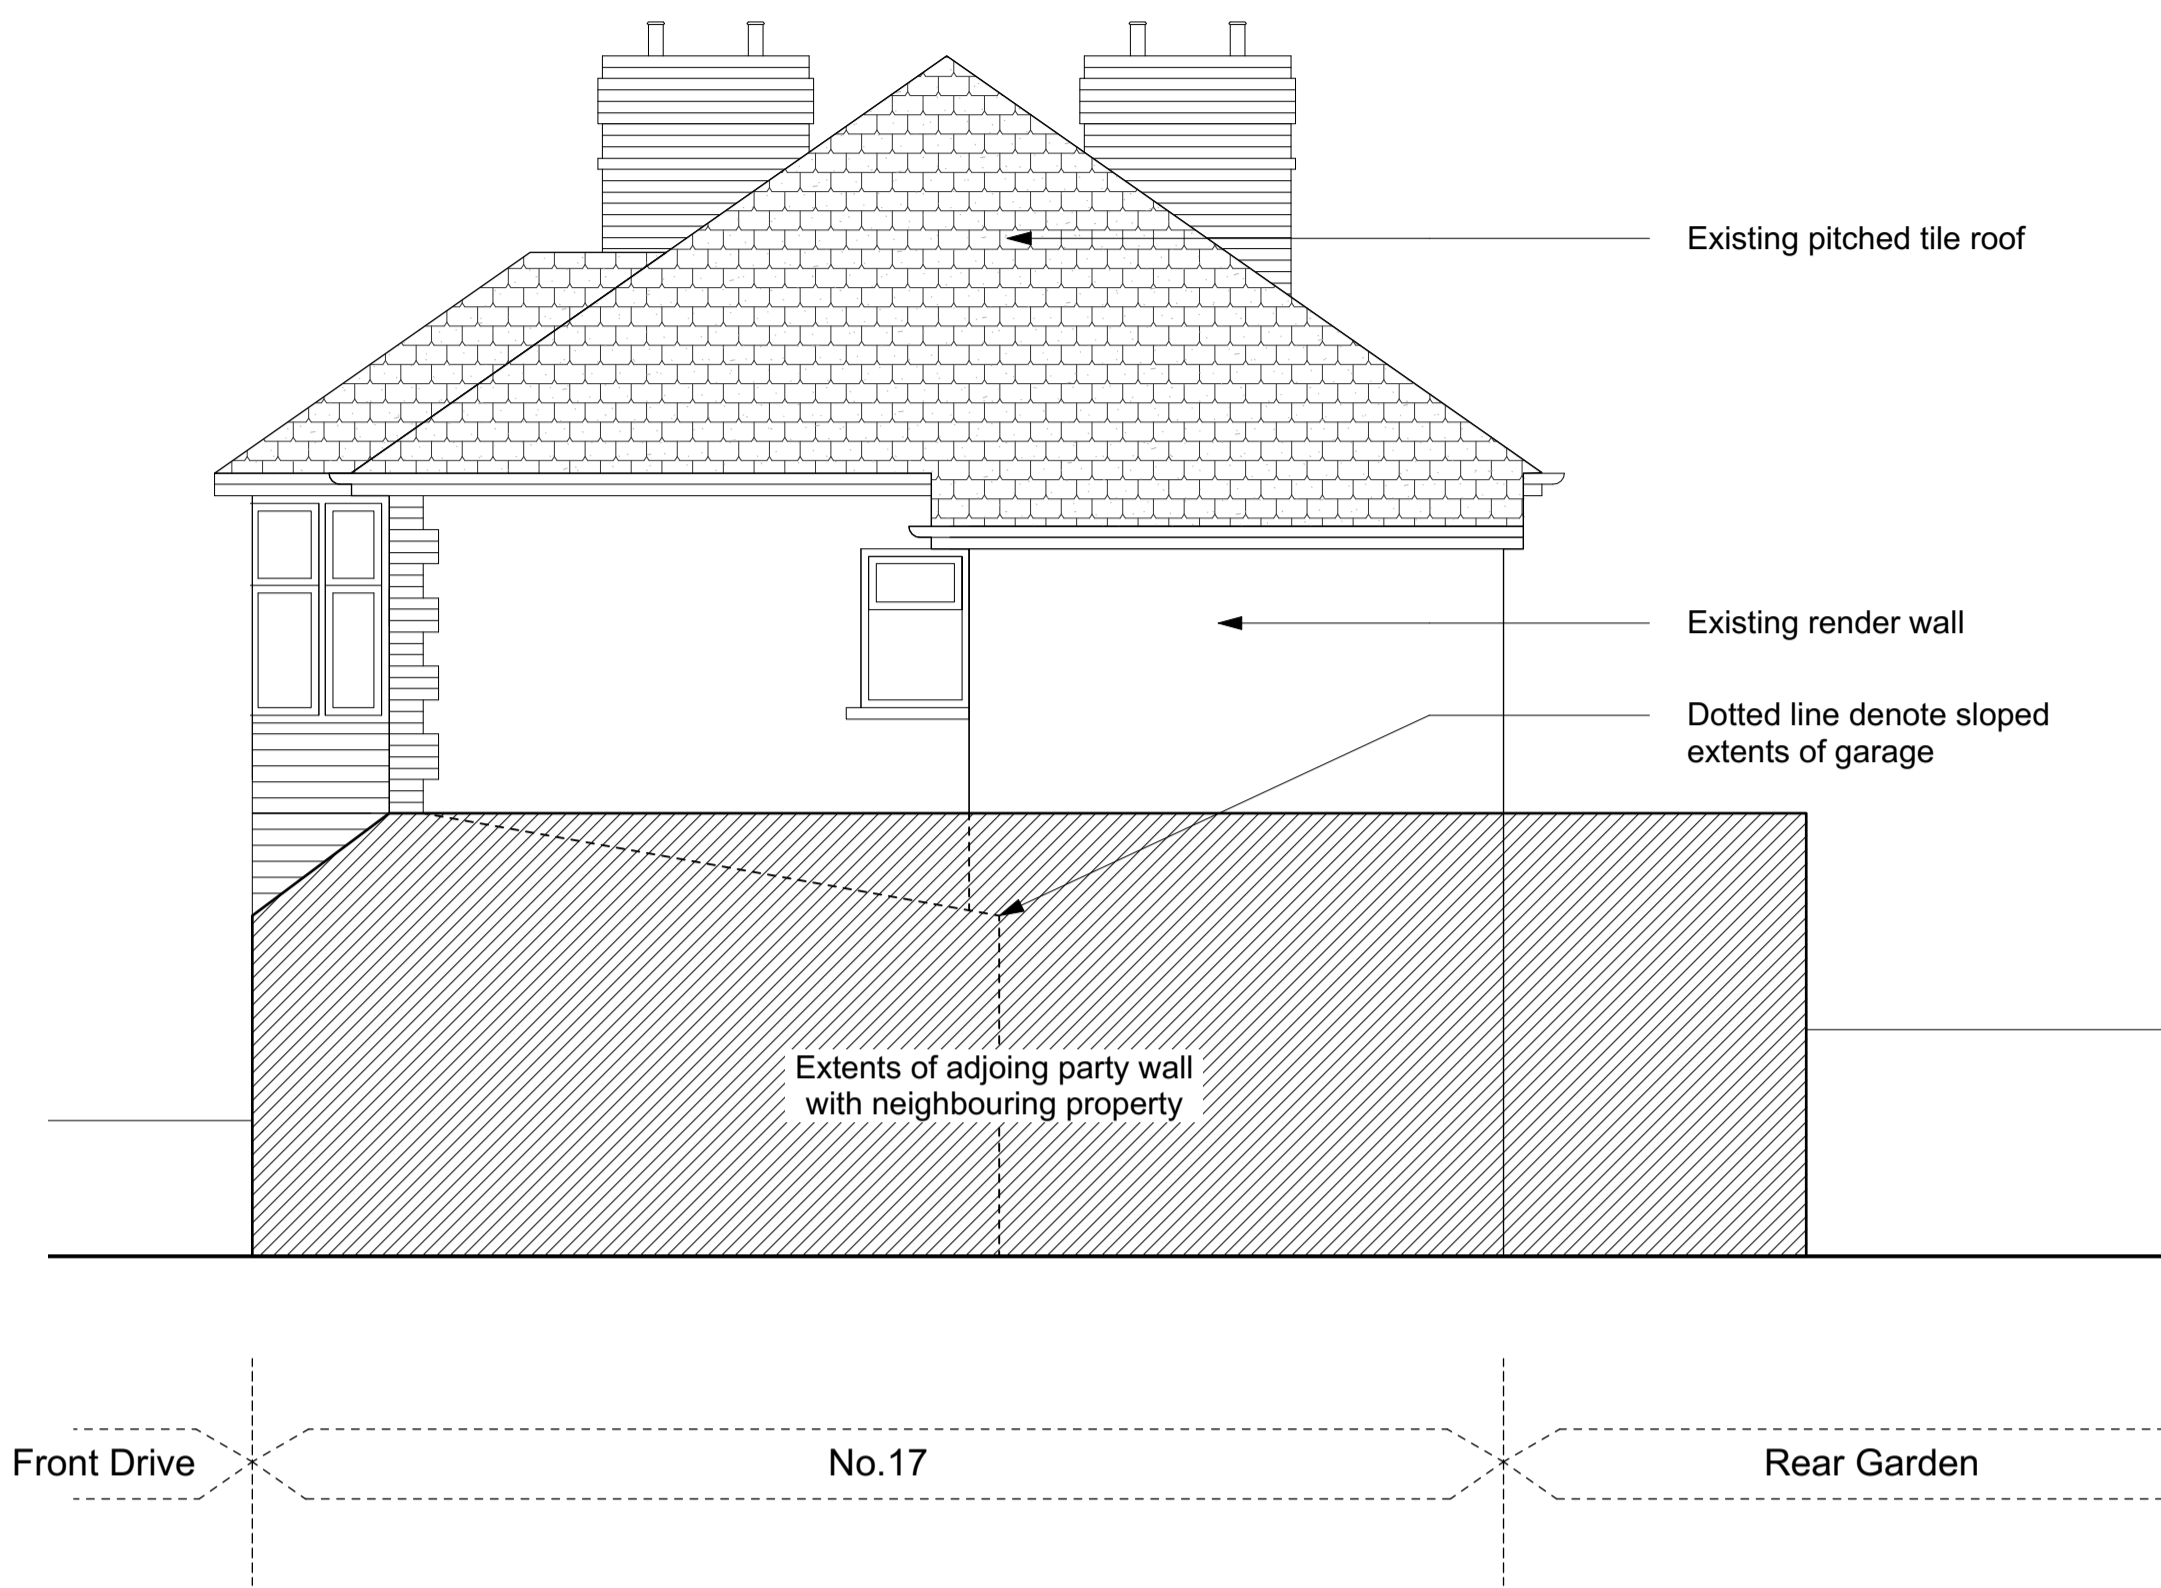 Existing pitched tile roof
Existing render wall
Dotted line denote sloped
extents of garage
Extents of adjoing party wall
with neighbouring property
Front Drive
No.17
Rear Garden